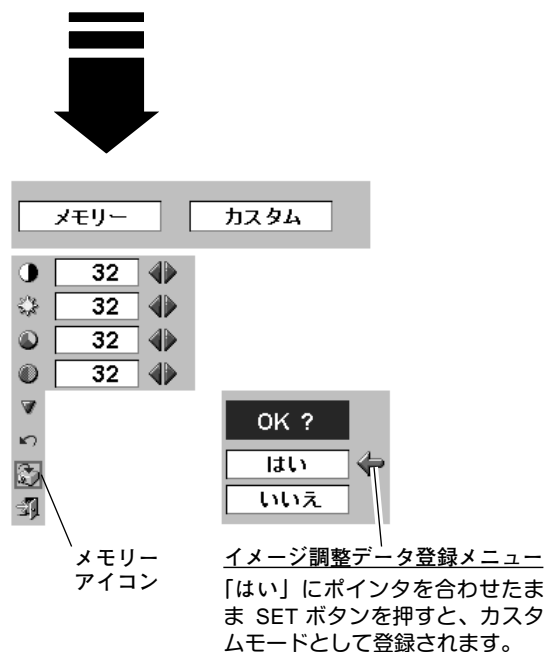 メモリー カスタム
32
32
32
32
OK ?
はい
いいえ
メモリー
アイコン
イメージ調整データ登録メニュー
「はい」にポインタを合わせたま
ま SET ボタンを押すと、カスタ
ムモードとして登録されます。